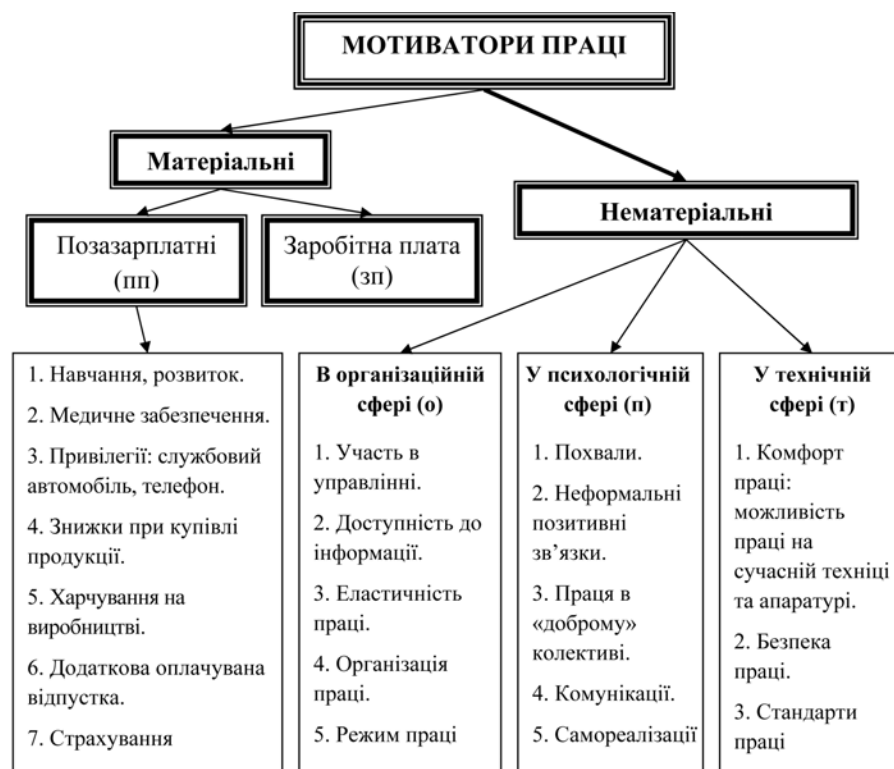 МОТИВАТОРИ ПРАЦІ
Матеріальні
Нематеріальні
Позазарплатні
(пп)
Заробітна плата
(зп)
1. Навчання, розвиток.
2. Медичне забезпечення.
3. Привілегії: службовий
автомобіль, телефон.
4. Знижки при купівлі
продукції.
5. Харчування на
виробництві.
6. Додаткова оплачувана
відпустка.
7. Страхування
В організаційній
сфері (о)
1. Участь в
управлінні.
2. Доступність до
інформації.
3. Еластичність
праці.
4. Організація
праці.
5. Режим праці
У психологічній
сфері (п)
1. Похвали.
2. Неформальні
позитивні
зв’язки.
3. Праця в
«доброму»
колективі.
4. Комунікації.
5. Самореалізації
У технічній
сфері (т)
1. Комфорт
праці:
можливість
праці на
сучасній техніці
та апаратурі.
2. Безпека
праці.
3. Стандарти
праці